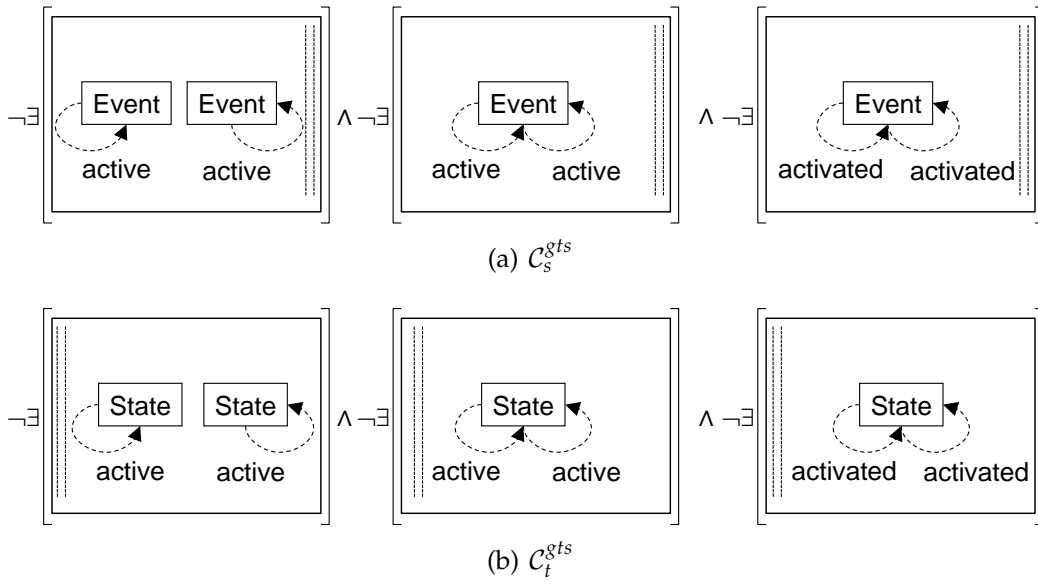 ¬∃ Event Event ∧ ¬∃ Event ∧ ¬∃ Event
active active active active activated activated
(a) C_s^{gts}
¬∃ State State ∧ ¬∃ State ∧ ¬∃ State
active active active active activated activated
(b) C_t^{gts}